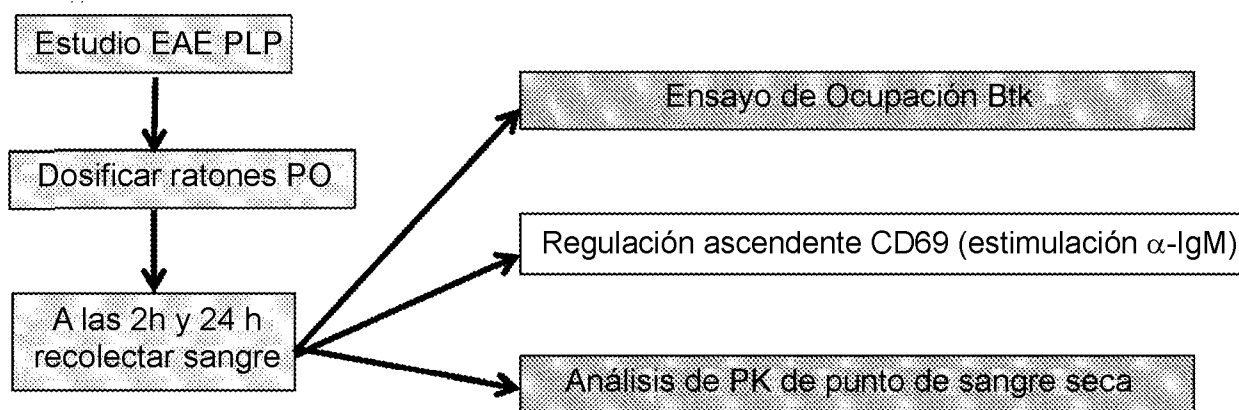 Estudio EAE PLP
Dosificar ratones PO
A las 2h y 24 h
recolectar sangre
Ensayo de Ocupación Btk
Regulación ascendente CD69 (estimulación α-IgM)
Análisis de PK de punto de sangre seca